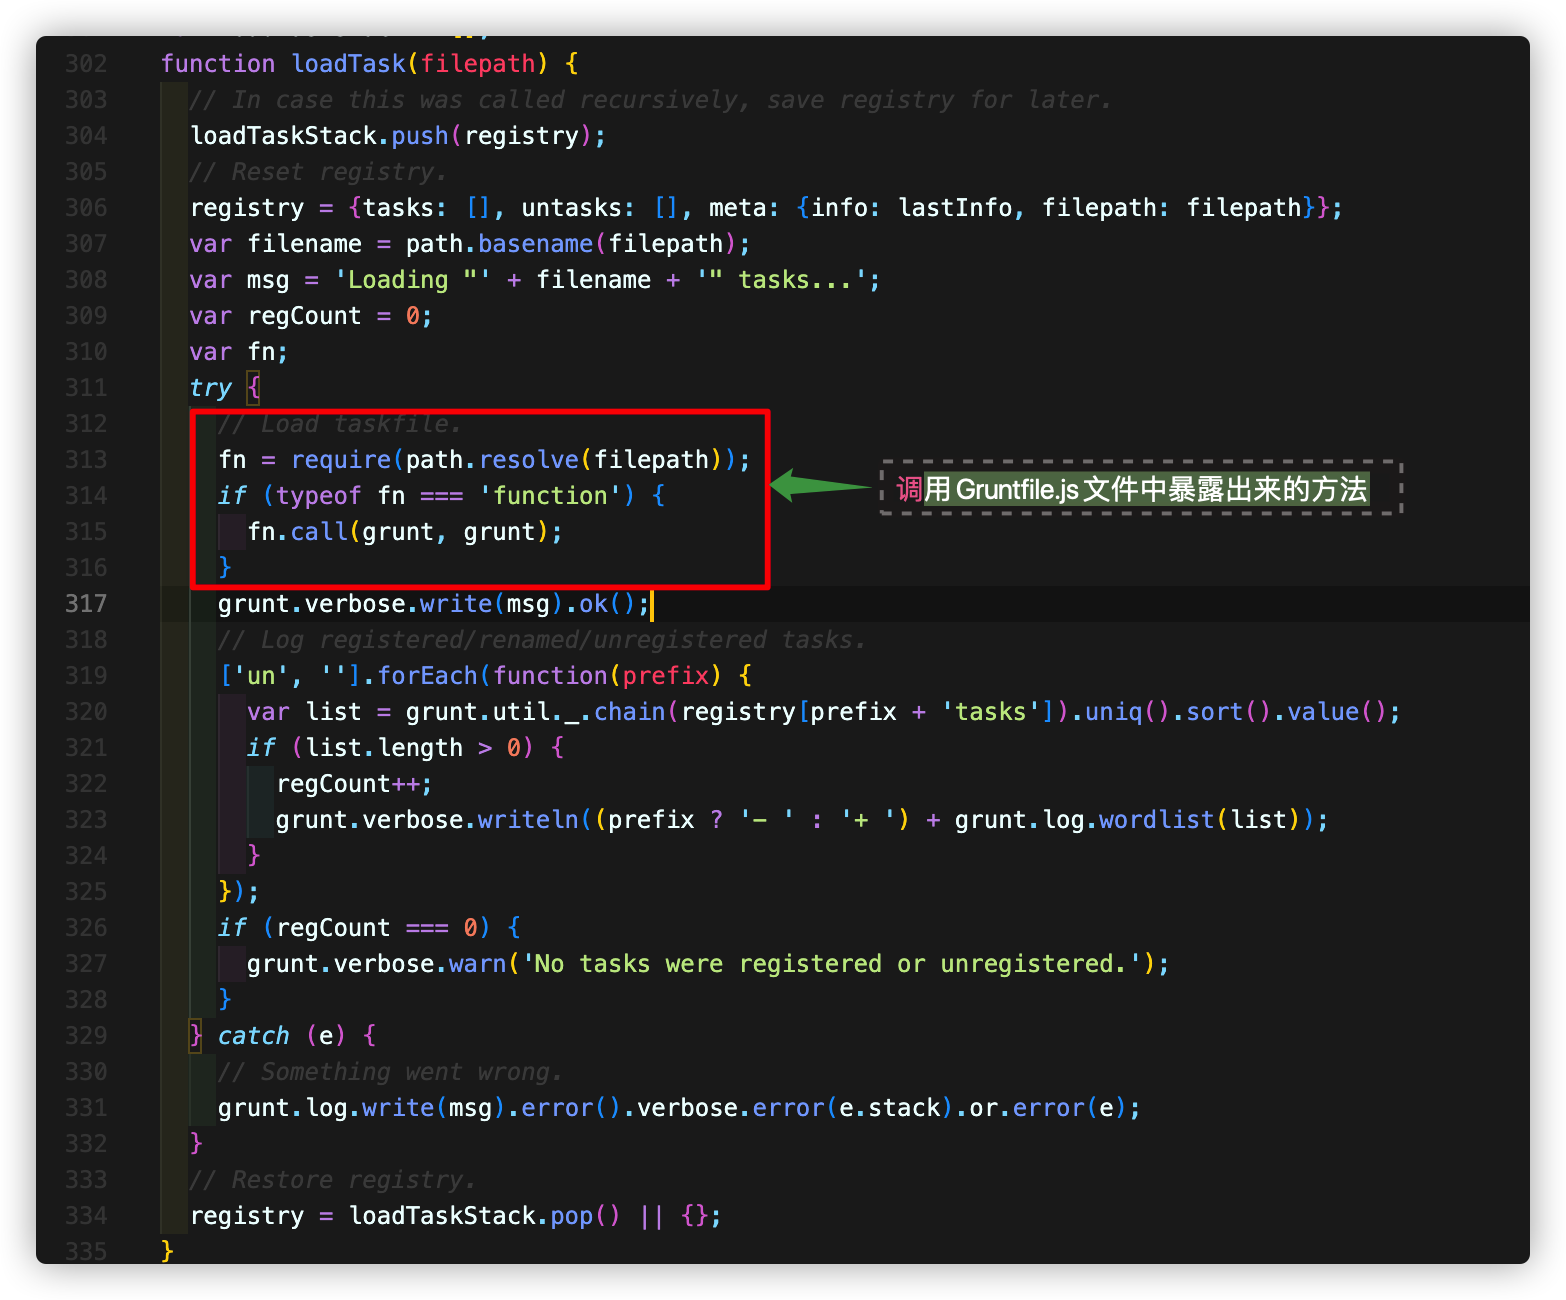 302 function loadTask(filepath) {
303 // In case this was called recursively, save registry for later.
304 loadTaskStack.push(registry);
305 // Reset registry.
306 registry = {tasks: [], untasks: [], meta: {info: lastInfo, filepath: filepath}};
307 var filename = path.basename(filepath);
308 var msg = 'Loading "' + filename + '" tasks...';
309 var regCount = 0;
310 var fn;
311 try {
312 // Load taskfile.
313 fn = require(path.resolve(filepath));
314 if (typeof fn === 'function') {
调用Gruntfile.js文件中暴露出来的方法
315 fn.call(grunt, grunt);
316 }
317 grunt.verbose.write(msg).ok();
318 // Log registered/renamed/unregistered tasks.
319 ['un', ''].forEach(function(prefix) {
320 var list = grunt.util._.chain(registry[prefix + 'tasks']).uniq().sort().value();
321 if (list.length > 0) {
322 regCount++;
323 grunt.verbose.writeln((prefix ? '- ' : '+ ') + grunt.log.wordlist(list));
324 }
325 });
326 if (regCount === 0) {
327 grunt.verbose.warn('No tasks were registered or unregistered.');
328 }
329 } catch (e) {
330 // Something went wrong.
331 grunt.log.write(msg).error().verbose.error(e.stack).or.error(e);
332 }
333 // Restore registry.
334 registry = loadTaskStack.pop() || {};
335 }